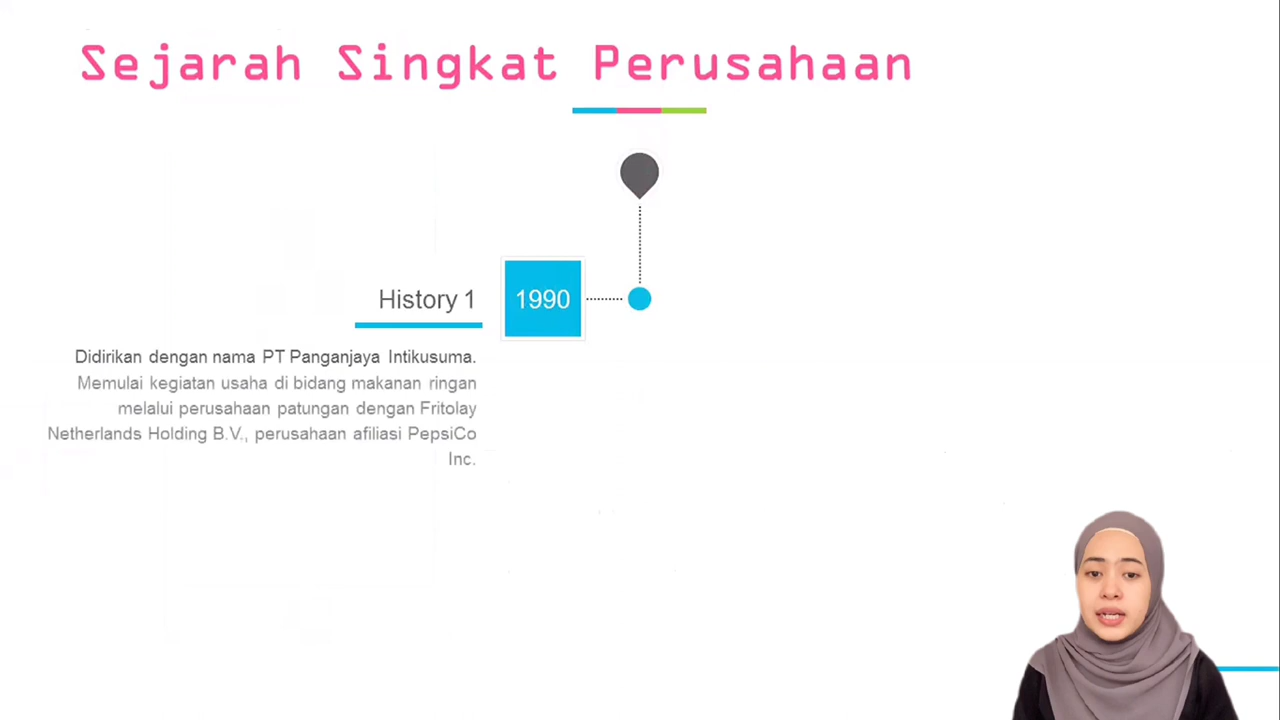 Sejarah Singkat Perusahaan
History 1
1990
Didirikan dengan nama PT Panganjaya Intikusuma.
Memulai kegiatan usaha di bidang makanan ringan
melalui perusahaan patungan dengan Fritolay
Netherlands Holding B.V., perusahaan afiliasi PepsiCo
Inc.